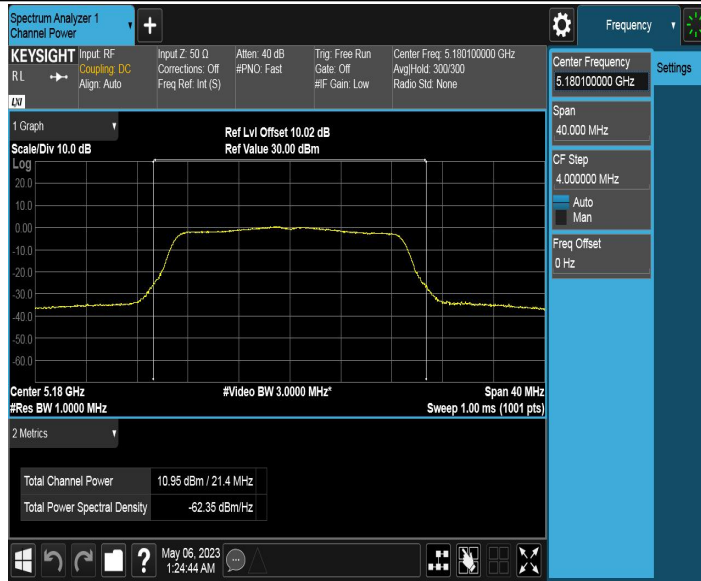 Spectrum Analyzer 1
Channel Power
+
Frequency
KEYSIGHT
RL
LXI
Input: RF
Coupling: DC
Align: Auto
Input Z: 50 Ω
Corrections: Off
Freq Ref: Int (S)
Atten: 40 dB
#PNO: Fast
Trig: Free Run
Gate: Off
#IF Gain: Low
Center Freq: 5.180100000 GHz
Avg|Hold: 300/300
Radio Std: None
Center Frequency
5.180100000 GHz
Settings
Span
40.000 MHz
CF Step
4.000000 MHz
Auto
Man
Freq Offset
0 Hz
1 Graph
Scale/Div 10.0 dB
Ref Lvl Offset 10.02 dB
Ref Value 30.00 dBm
Log
20.0
10.0
0.00
-10.0
-20.0
-30.0
-40.0
-50.0
-60.0
Center 5.18 GHz
#Video BW 3.0000 MHz*
Span 40 MHz
#Res BW 1.0000 MHz
Sweep 1.00 ms (1001 pts)
2 Metrics
Total Channel Power 10.95 dBm / 21.4 MHz
Total Power Spectral Density -62.35 dBm/Hz
?
May 06, 2023
1:24:44 AM